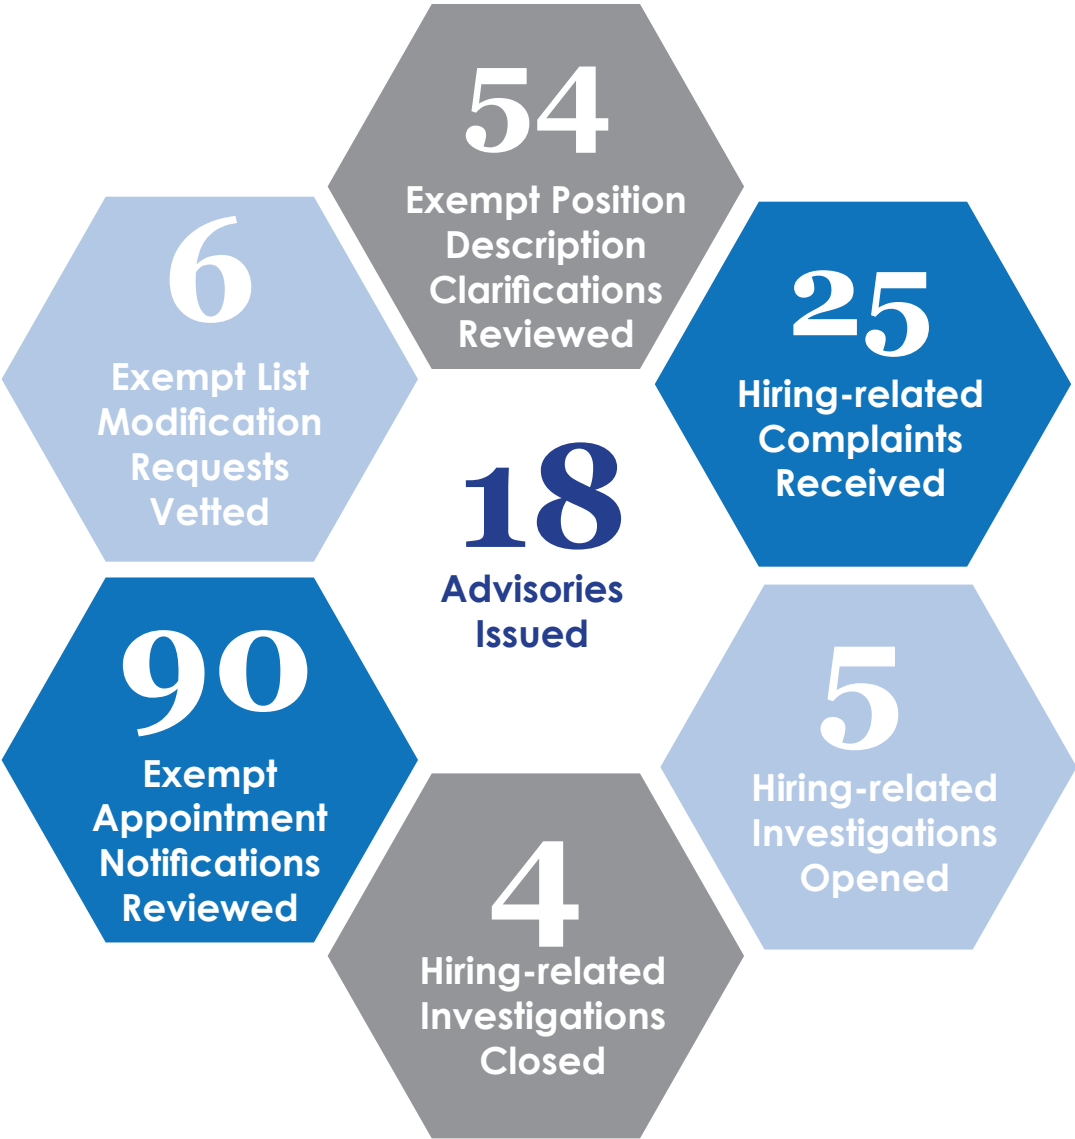 54
Exempt Position
Description
Clarifications
Reviewed
6
Exempt List
Modification
Requests
Vetted
25
Hiring-related
Complaints
Received
18
Advisories
Issued
90
Exempt
Appointment
Notifications
Reviewed
5
Hiring-related
Investigations
Opened
4
Hiring-related
Investigations
Closed